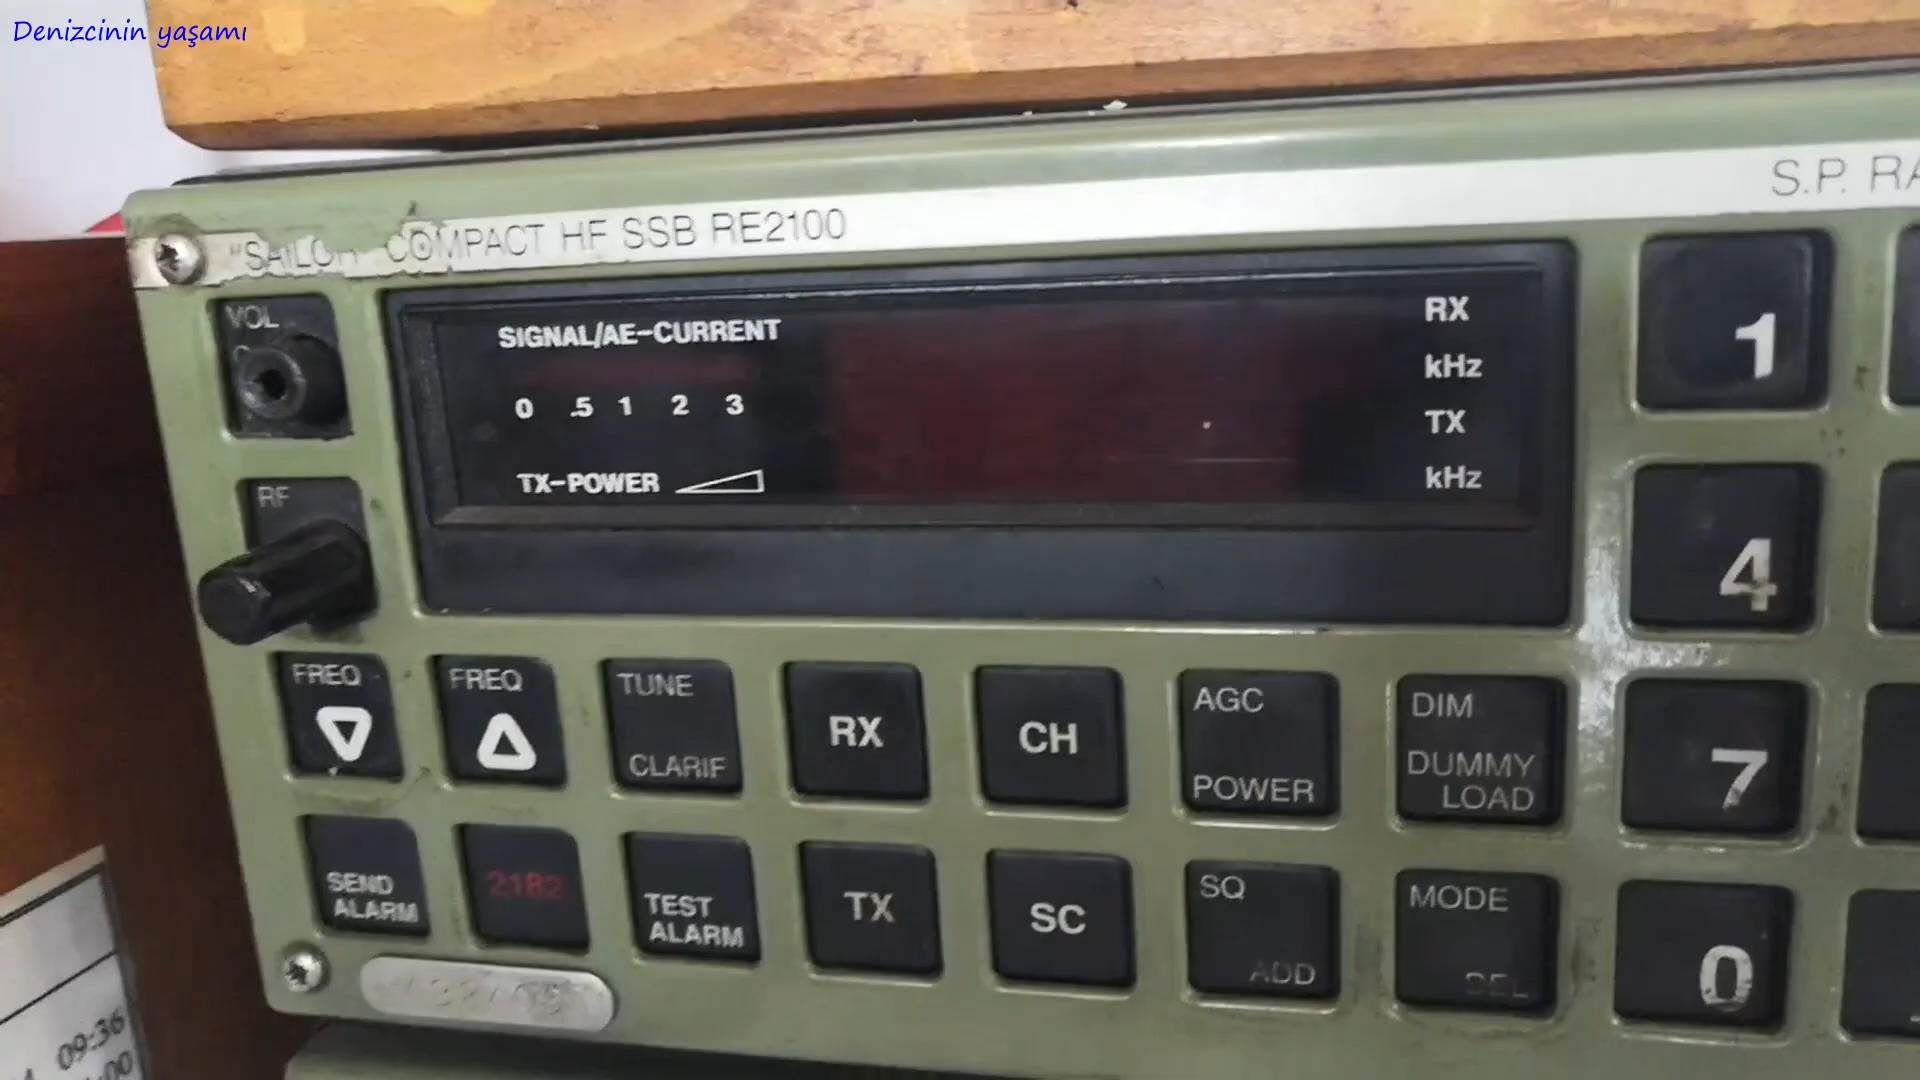 Denizcinin yaşamı
S.P. RA
"SAILOR" COMPACT HF SSB RE2100
VOL
SIGNAL/AE-CURRENT
0 .5 1 2 3
TX-POWER
RX
kHz
TX
kHz
1
RF
4
FREQ
FREQ
TUNE
CLARIF
RX
CH
AGC
POWER
DIM
DUMMY
LOAD
7
SEND
ALARM
2182
TEST
ALARM
TX
SC
SQ
ADD
MODE
DEL
0
09:36
:00